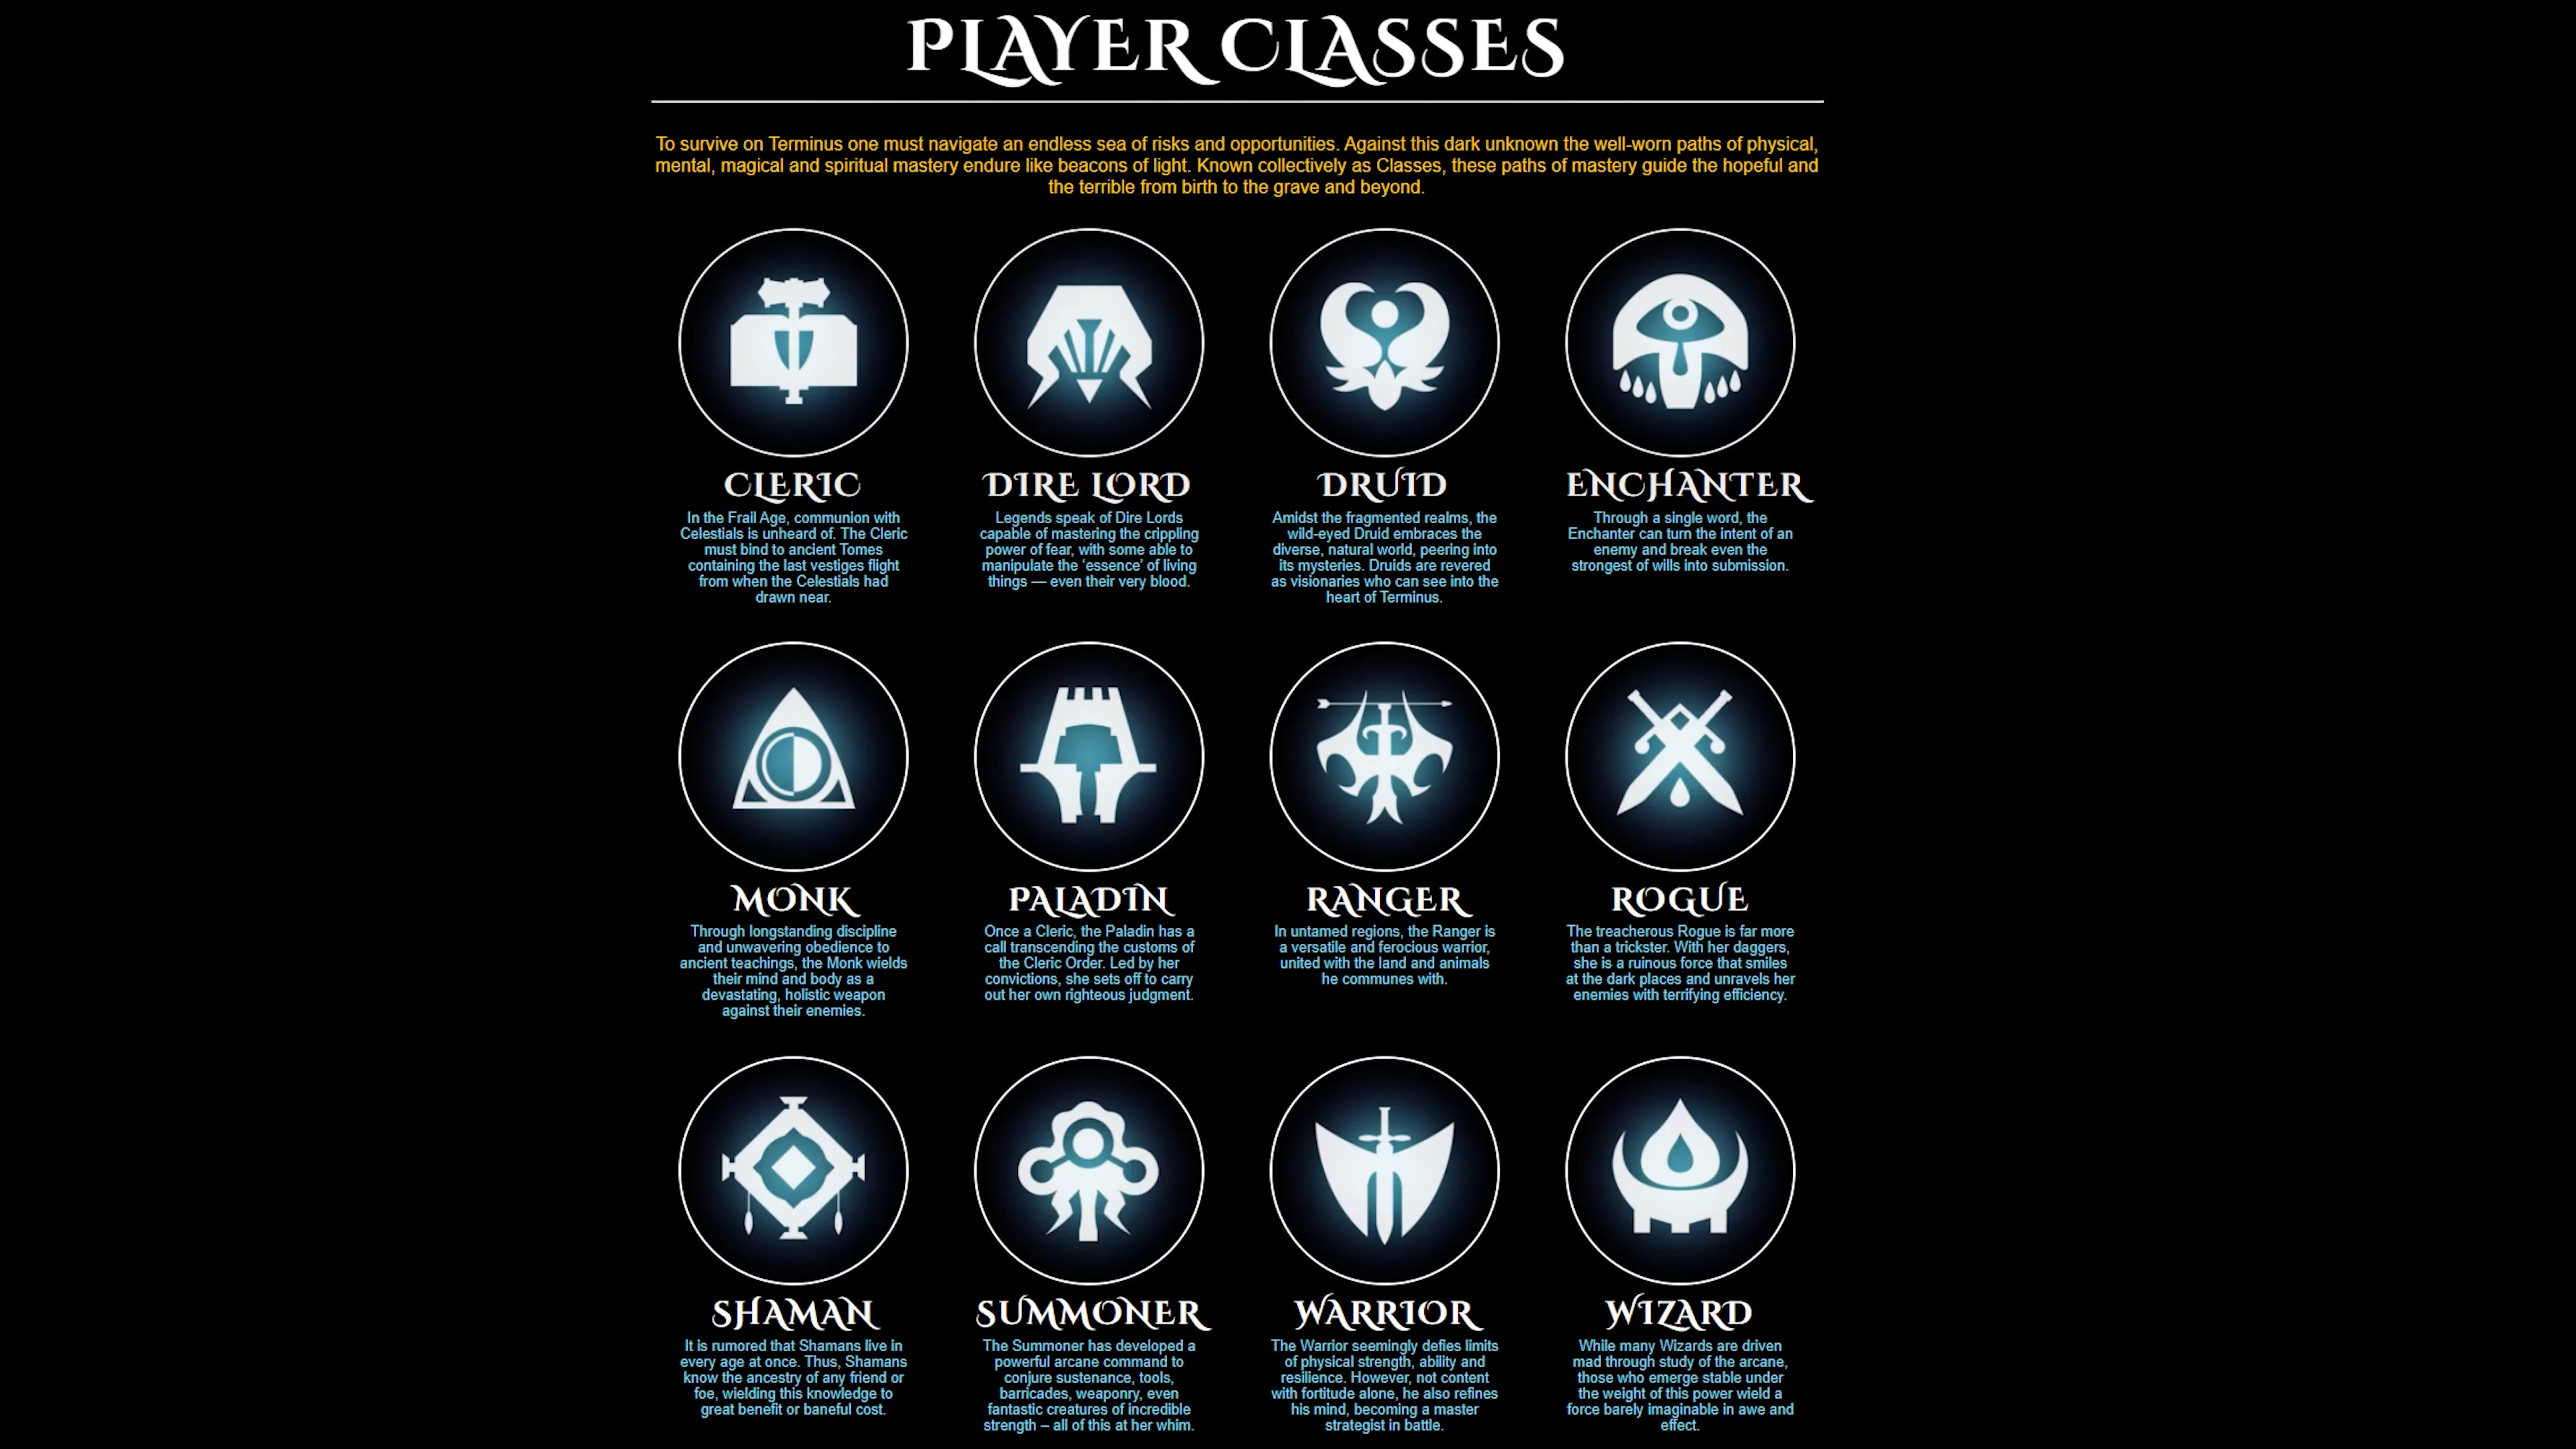 PLAYER CLASSES
To survive on Terminus one must navigate an endless sea of risks and opportunities. Against this dark unknown the well-worn paths of physical,
mental, magical and spiritual mastery endure like beacons of light. Known collectively as Classes, these paths of mastery guide the hopeful and
the terrible from birth to the grave and beyond.
CLERIC
In the Frail Age, communion with
Celestials is unheard of. The Cleric
must bind to ancient Tomes
containing the last vestiges flight
from when the Celestials had
drawn near.
DIRE LORD
Legends speak of Dire Lords
capable of mastering the crippling
power of fear, with some able to
manipulate the ‘essence’ of living
things — even their very blood.
DRUID
Amidst the fragmented realms, the
wild-eyed Druid embraces the
diverse, natural world, peering into
its mysteries. Druids are revered
as visionaries who can see into the
heart of Terminus.
ENCHANTER
Through a single word, the
Enchanter can turn the intent of an
enemy and break even the
strongest of wills into submission.
MONK
Through longstanding discipline
and unwavering obedience to
ancient teachings, the Monk wields
their mind and body as a
devastating, holistic weapon
against their enemies.
PALADIN
Once a Cleric, the Paladin has a
call transcending the customs of
the Cleric Order. Led by her
convictions, she sets off to carry
out her own righteous judgment.
RANGER
In untamed regions, the Ranger is
a versatile and ferocious warrior,
united with the land and animals
he communes with.
ROGUE
The treacherous Rogue is far more
than a trickster. With her daggers,
she is a ruinous force that smiles
at the dark places and unravels her
enemies with terrifying efficiency.
SHAMAN
It is rumored that Shamans live in
every age at once. Thus, Shamans
know the ancestry of any friend or
foe, wielding this knowledge to
great benefit or baneful cost.
SUMMONER
The Summoner has developed a
powerful arcane command to
conjure sustenance, tools,
barricades, weaponry, even
fantastic creatures of incredible
strength – all of this at her whim.
WARRIOR
The Warrior seemingly defies limits
of physical strength, ability and
resilience. However, not content
with fortitude alone, he also refines
his mind, becoming a master
strategist in battle.
WIZARD
While many Wizards are driven
mad through study of the arcane,
those who emerge stable under
the weight of this power wield a
force barely imaginable in awe and
effect.